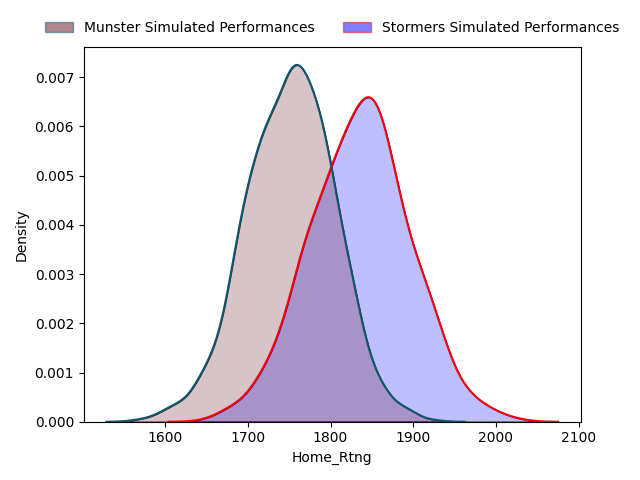 Munster Simulated Performances Stormers Simulated Performances
0.007
0.006
0.005
0.004
0.003
0.002
0.001
0.000
Density
1600 1700 1800 1900 2000 2100
Home_Rtng